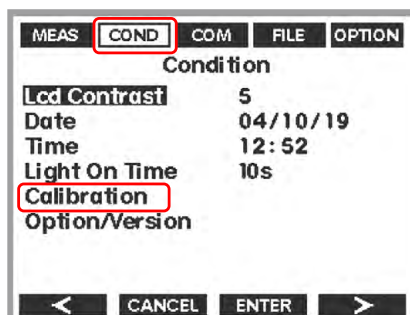 MEAS COND COM FILE OPTION
Condition
Lcd Contrast 5
Date 04/10/19
Time 12:52
Light On Time 10s
Calibration
Option/Version
< CANCEL ENTER >